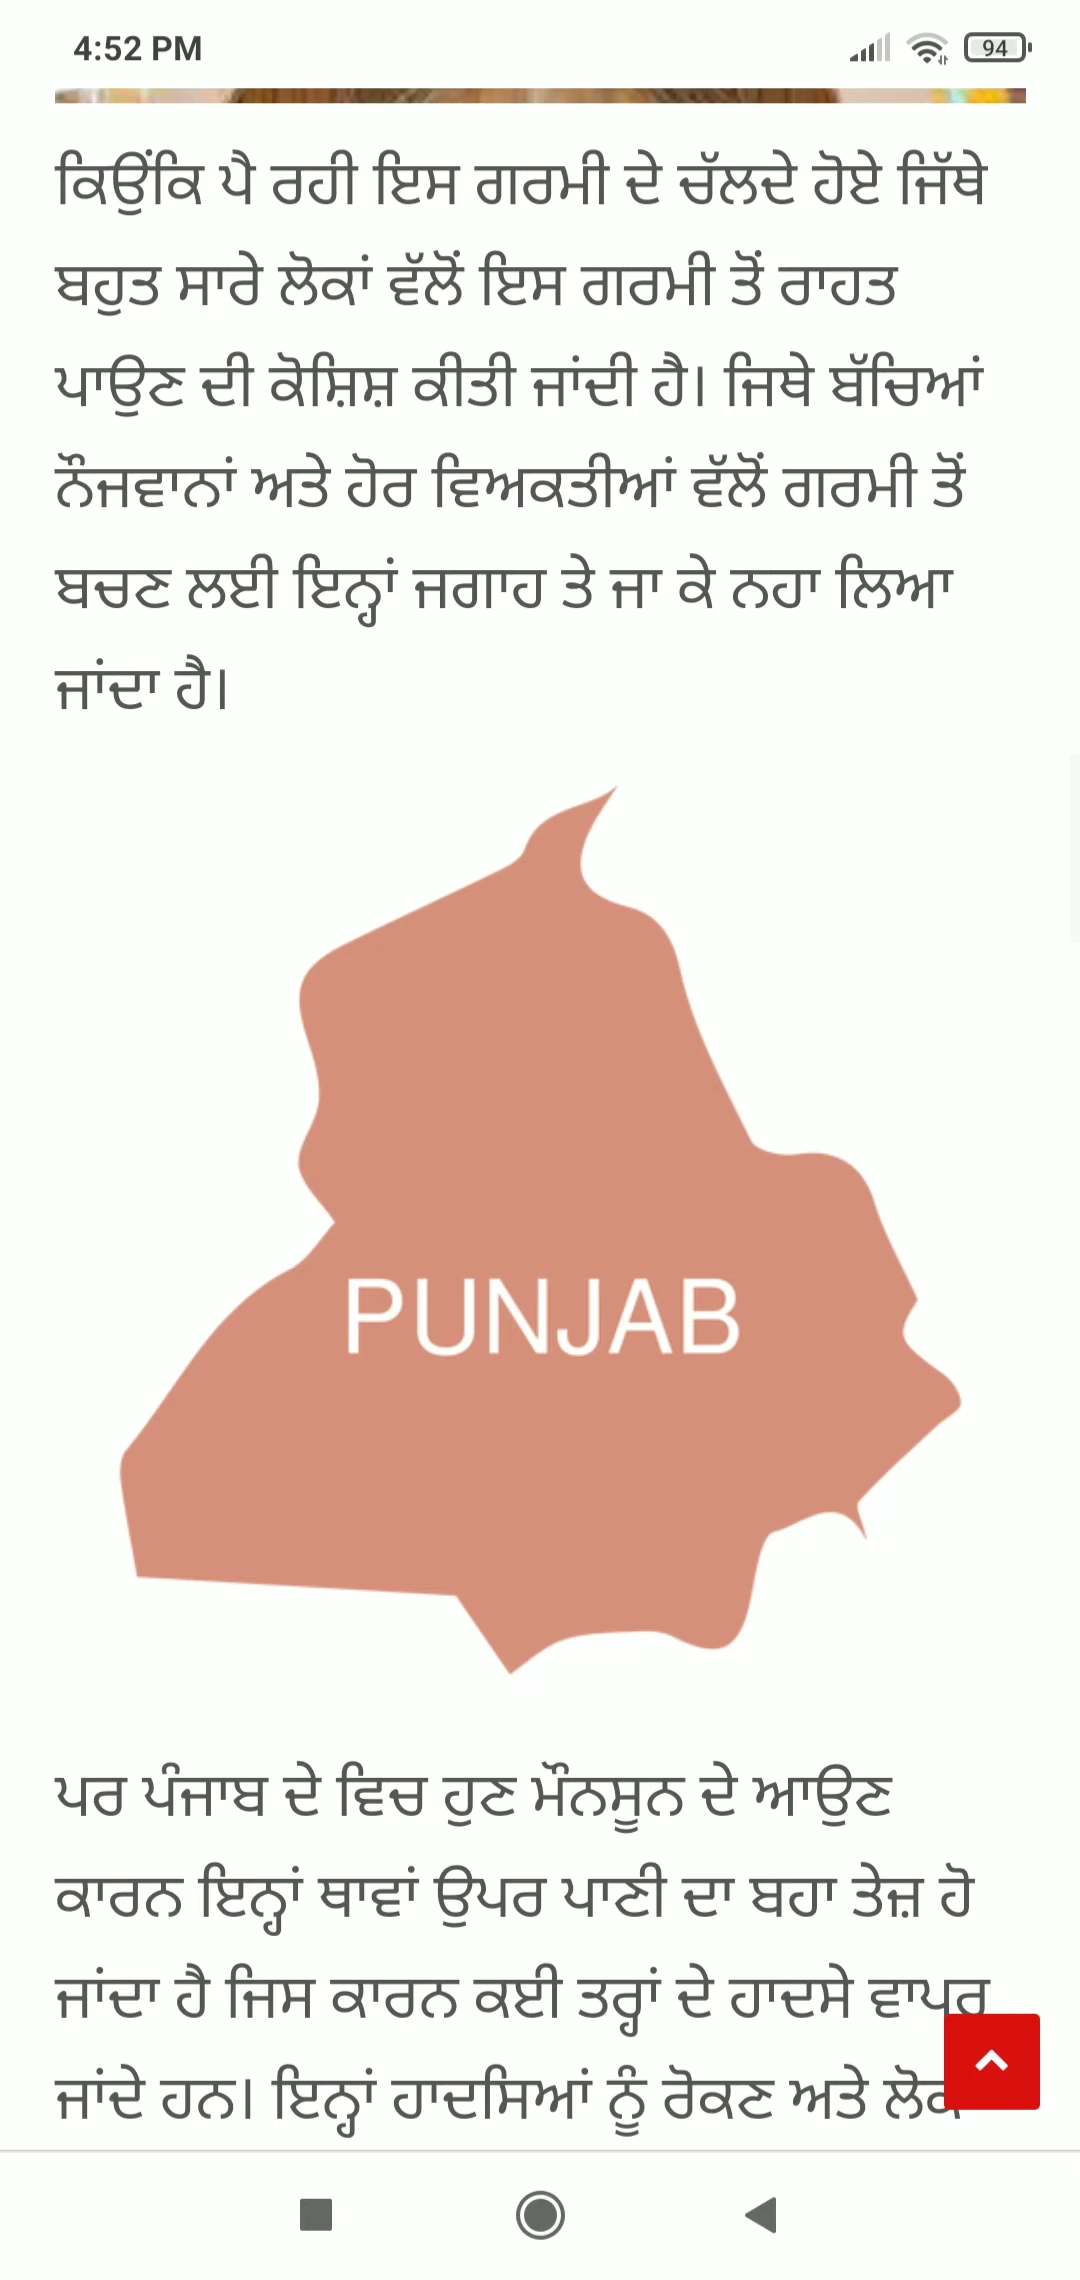 4:52 PM
94
ਕਿਉਂਕਿ ਪੈ ਰਹੀ ਇਸ ਗਰਮੀ ਦੇ ਚੱਲਦੇ ਹੋਏ ਜਿੱਥੇ
ਬਹੁਤ ਸਾਰੇ ਲੋਕਾਂ ਵੱਲੋਂ ਇਸ ਗਰਮੀ ਤੋਂ ਰਾਹਤ
ਪਾਉਣ ਦੀ ਕੋਸ਼ਿਸ਼ ਕੀਤੀ ਜਾਂਦੀ ਹੈ। ਜਿਥੇ ਬੱਚਿਆਂ
ਨੌਜਵਾਨਾਂ ਅਤੇ ਹੋਰ ਵਿਅਕਤੀਆਂ ਵੱਲੋਂ ਗਰਮੀ ਤੋਂ
ਬਚਣ ਲਈ ਇਨ੍ਹਾਂ ਜਗਾਹ ਤੇ ਜਾ ਕੇ ਨਹਾ ਲਿਆ
ਜਾਂਦਾ ਹੈ।
PUNJAB
ਪਰ ਪੰਜਾਬ ਦੇ ਵਿਚ ਹੁਣ ਮੌਨਸੂਨ ਦੇ ਆਉਣ
ਕਾਰਨ ਇਨ੍ਹਾਂ ਥਾਵਾਂ ਉਪਰ ਪਾਣੀ ਦਾ ਬਹਾ ਤੇਜ਼ ਹੋ
ਜਾਂਦਾ ਹੈ ਜਿਸ ਕਾਰਨ ਕਈ ਤਰ੍ਹਾਂ ਦੇ ਹਾਦਸੇ ਵਾਪਰ
ਜਾਂਦੇ ਹਨ। ਇਨ੍ਹਾਂ ਹਾਦਸਿਆਂ ਨੂੰ ਰੋਕਣ ਅਤੇ